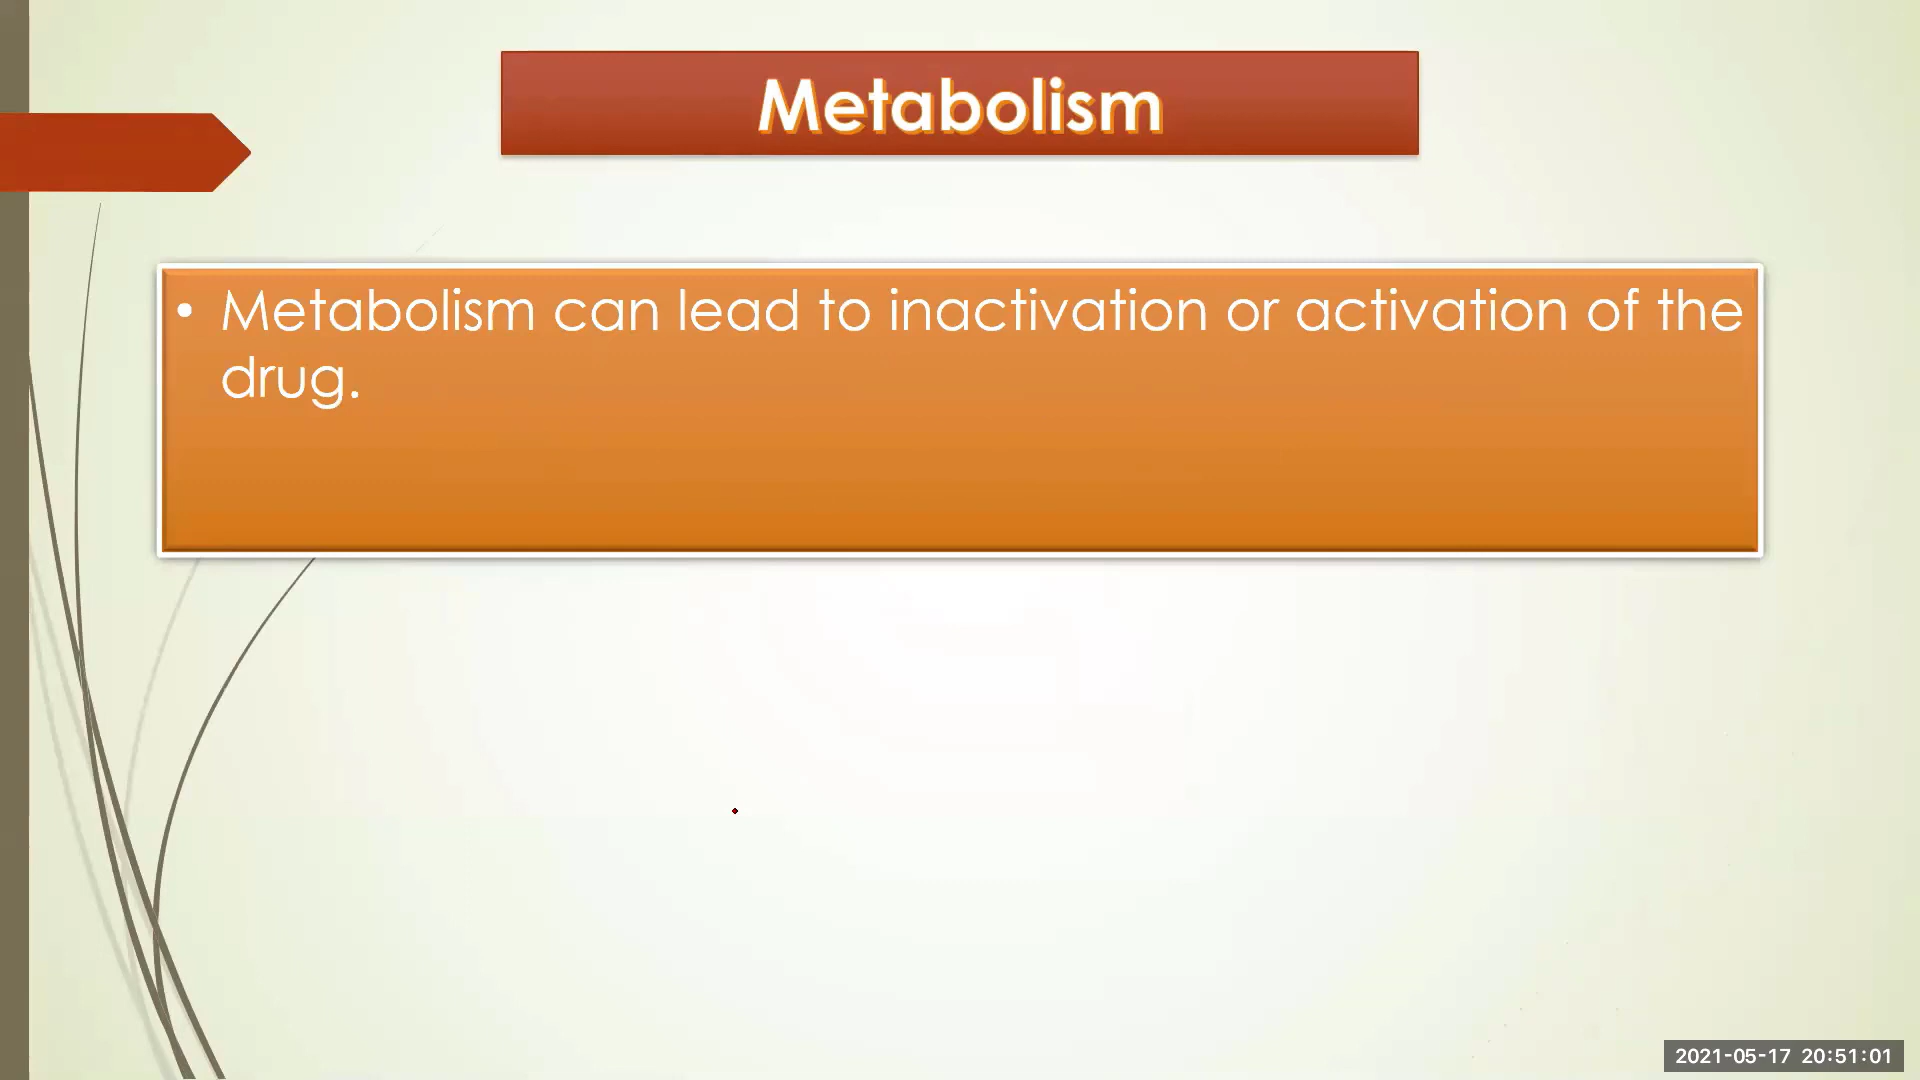 Metabolism
• Metabolism can lead to inactivation or activation of the
drug.
2021-05-17 20:51:01